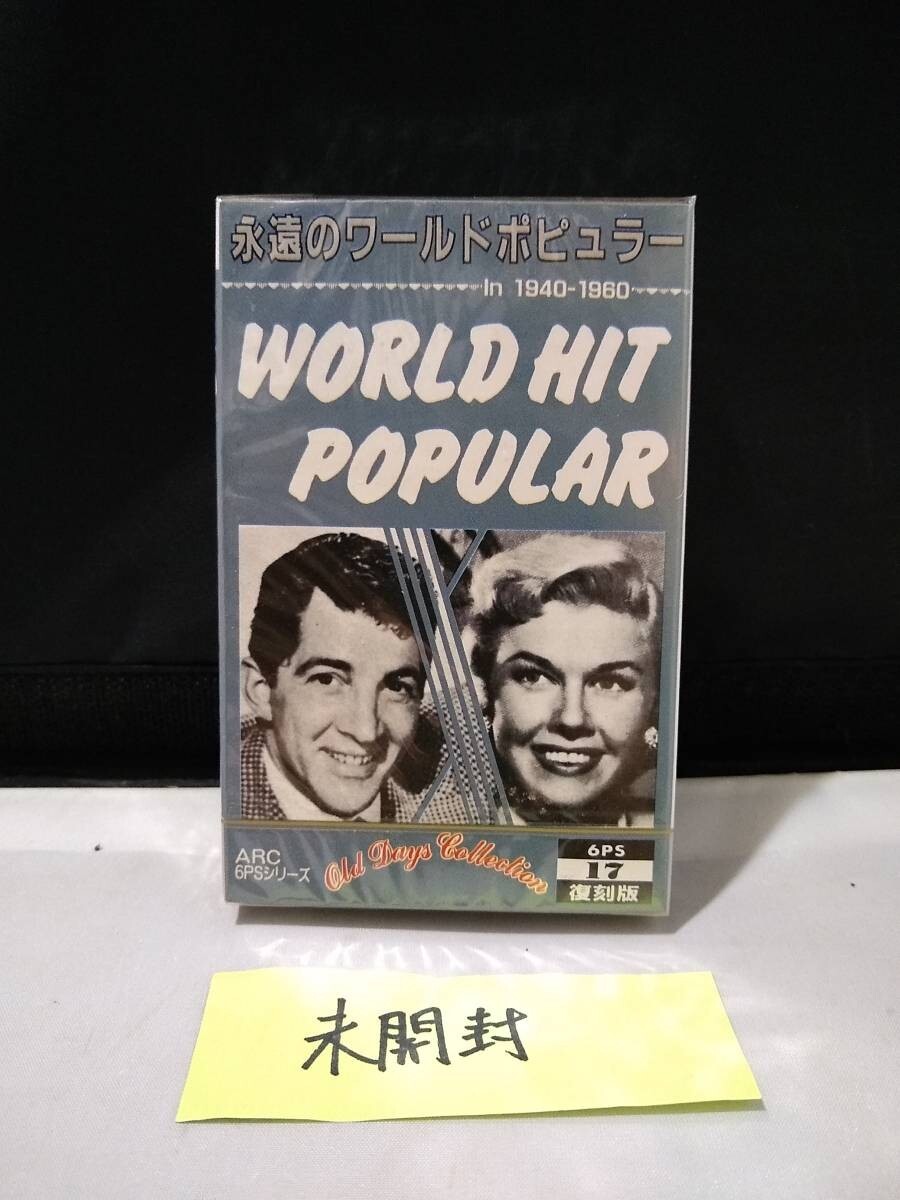 永遠のワールドポピュラー
In 1940-1960
WORLD HIT
POPULAR
ARC
6PSシリーズ
Old Days Collection
6PS
17
復刻版
未開封